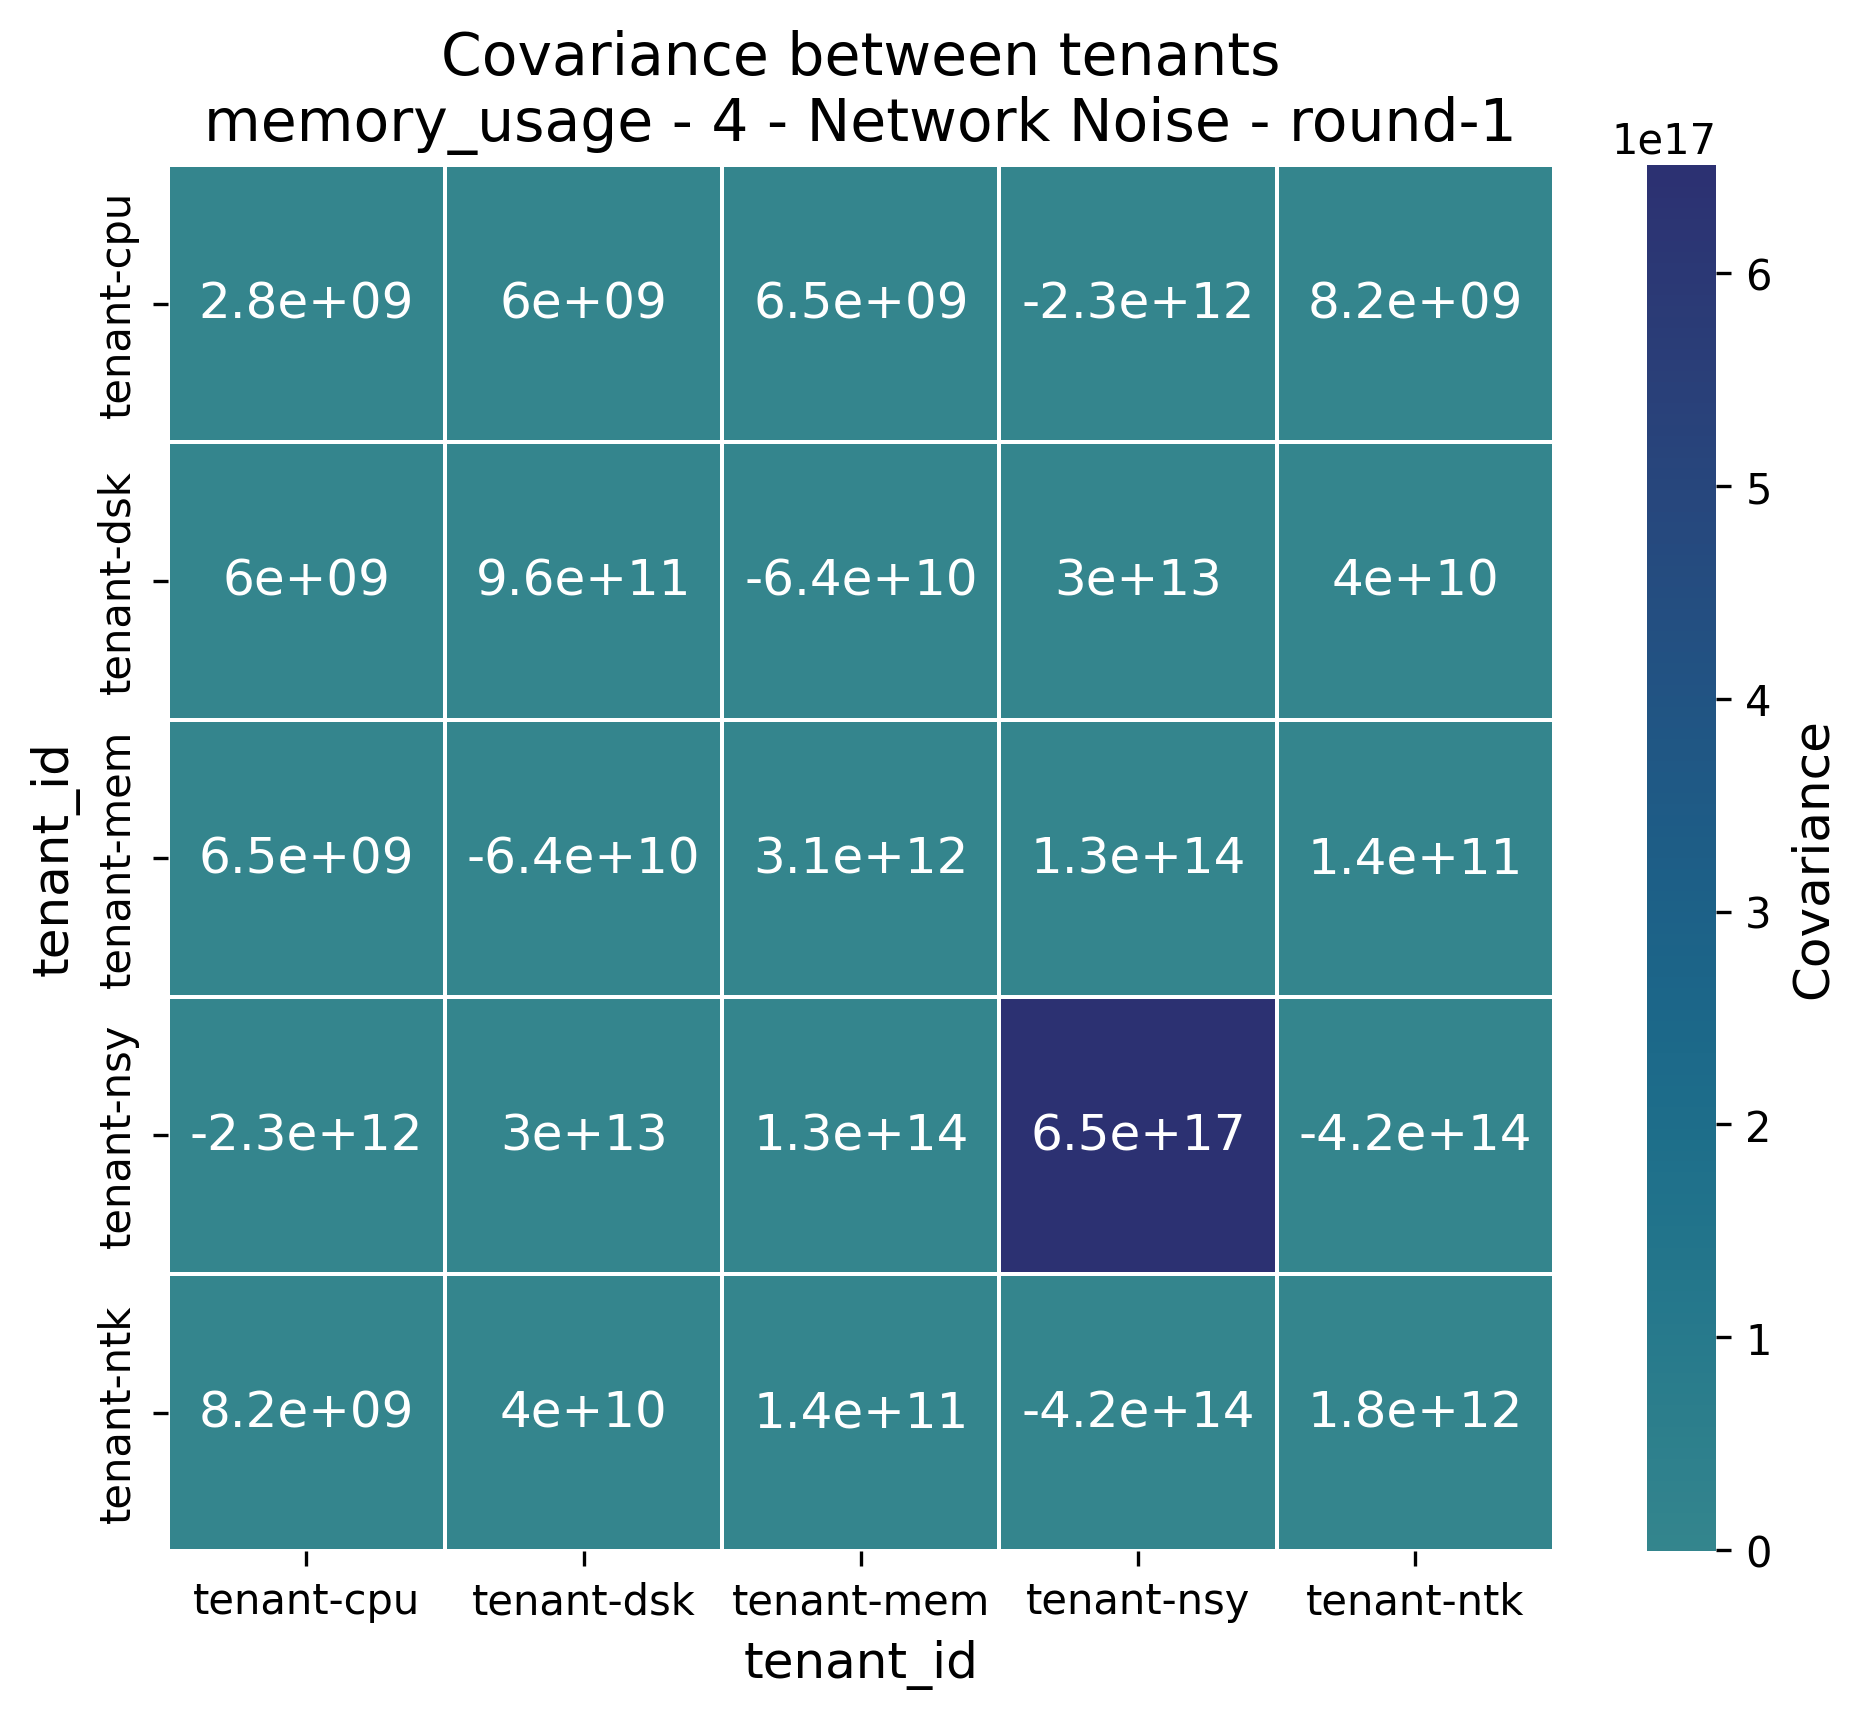 Covariance between tenants
memory_usage - 4 - Network Noise - round-1
1e17
tenant-cpu 2.8e+09 6e+09 6.5e+09 -2.3e+12 8.2e+09
tenant-dsk 6e+09 9.6e+11 -6.4e+10 3e+13 4e+10
tenant-mem 6.5e+09 -6.4e+10 3.1e+12 1.3e+14 1.4e+11
tenant-nsy -2.3e+12 3e+13 1.3e+14 6.5e+17 -4.2e+14
tenant-ntk 8.2e+09 4e+10 1.4e+11 -4.2e+14 1.8e+12
tenant-cpu tenant-dsk tenant-mem tenant-nsy tenant-ntk
tenant_id
tenant_id
6
5
4
3
2
1
0
Covariance